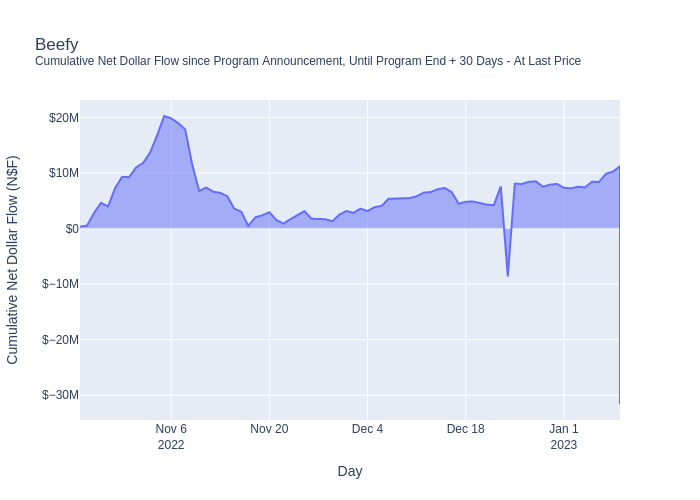 Beefy
Cumulative Net Dollar Flow since Program Announcement, Until Program End + 30 Days - At Last Price
Cumulative Net Dollar Flow (N$F)
$20M
$10M
$0
$−10M
$−20M
$−30M
Nov 6
2022
Nov 20
Dec 4
Dec 18
Jan 1
2023
Day